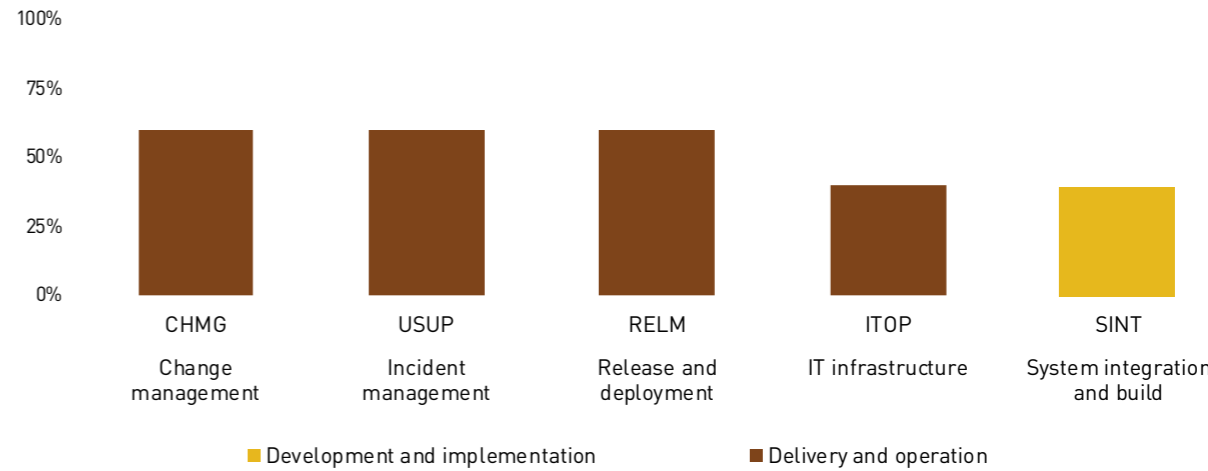 100%
75%
50%
25%
0%
CHMG
USUP
RELM
ITOP
SINT
Change
management
Incident
management
Release and
deployment
IT infrastructure
System integration
and build
Development and implementation
Delivery and operation